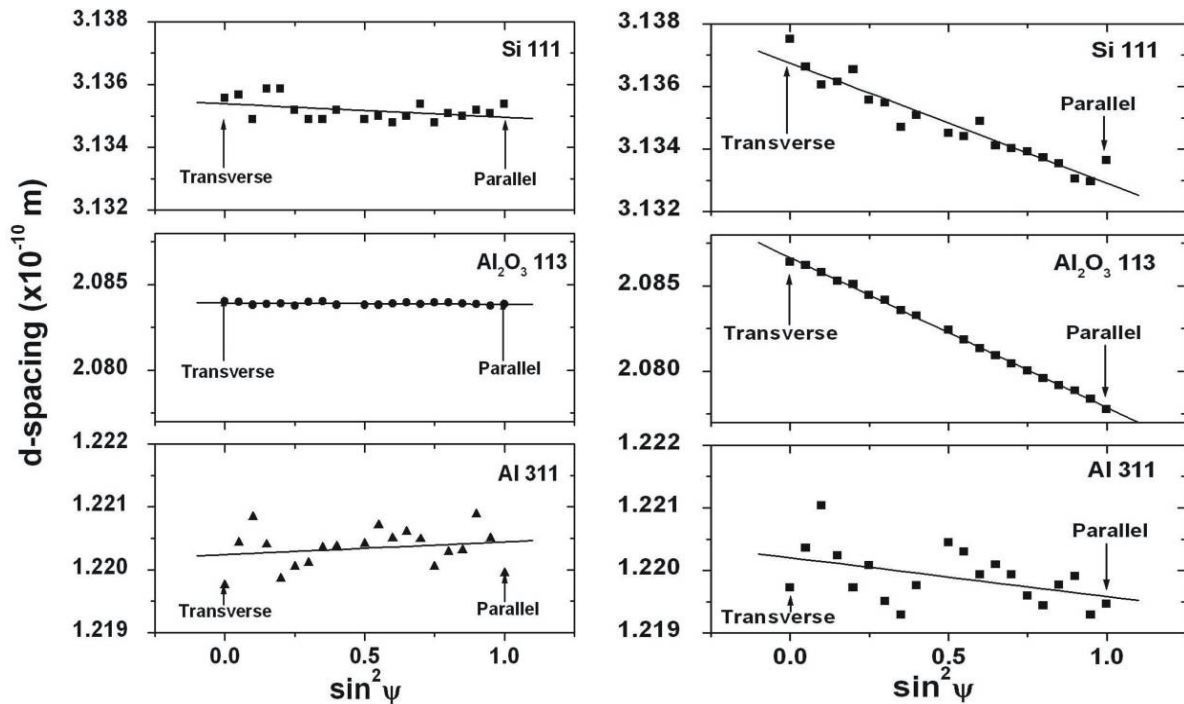 d-spacing (x10⁻¹⁰ m)
3.138
3.136
3.134
3.132
Si 111
Transverse
Parallel
2.085
2.080
Al₂O₃ 113
Transverse
Parallel
1.222
1.221
1.220
1.219
Al 311
Transverse
Parallel
0.0 0.5 1.0
sin²ψ
3.138
3.136
3.134
3.132
Si 111
Parallel
Transverse
2.085
2.080
Al₂O₃ 113
Transverse
Parallel
1.222
1.221
1.220
1.219
Al 311
Parallel
Transverse
0.0 0.5 1.0
sin²ψ